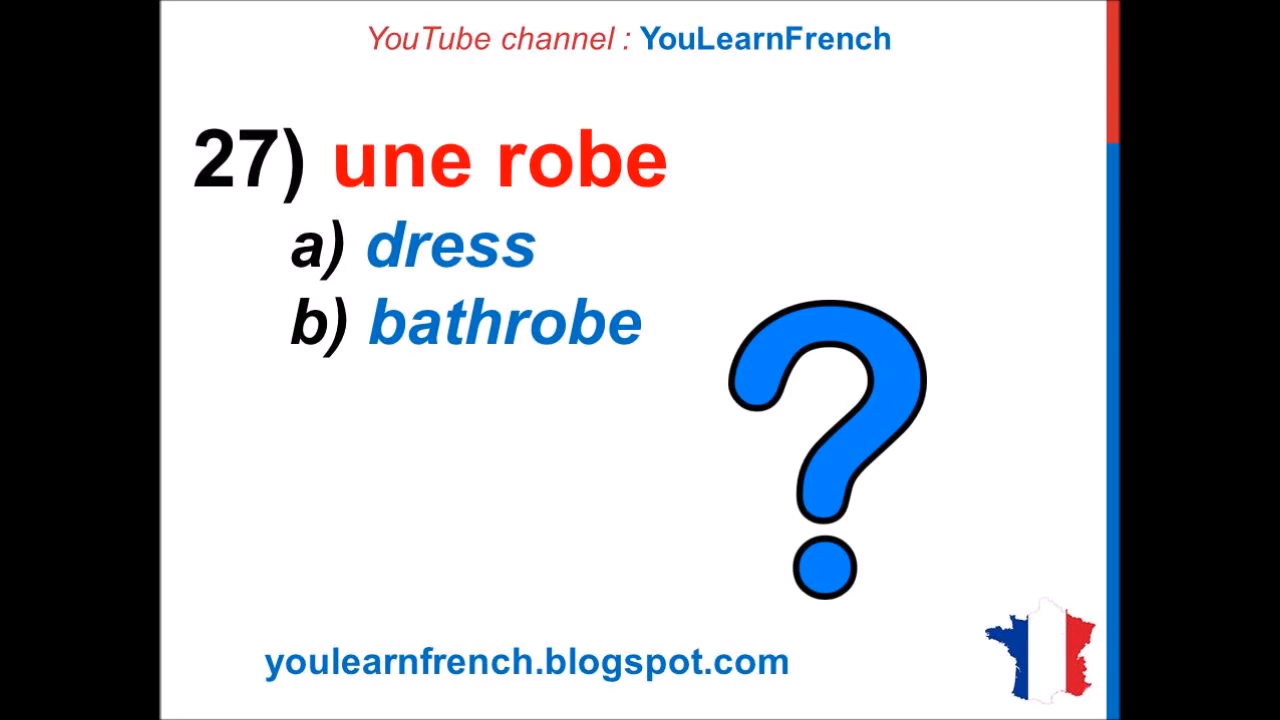 YouTube channel : YouLearnFrench
27) une robe
a) dress
b) bathrobe
?
youlearnfrench.blogspot.com